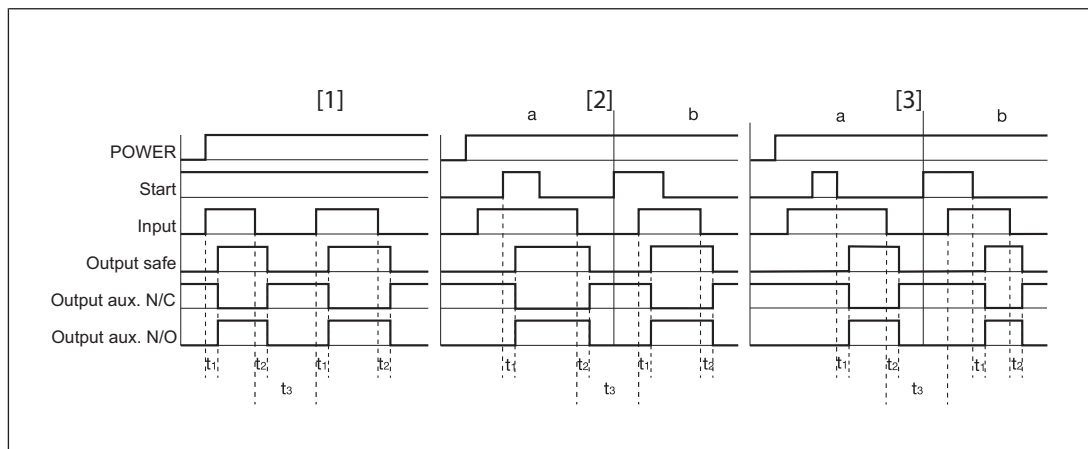 [1] [2] [3]
a b a b
POWER
Start
Input
Output safe
Output aux. N/C
Output aux. N/O
t1 t2 t1 t2 t1 t2 t1 t2 t1 t2 t1 t2
t3 t3 t3